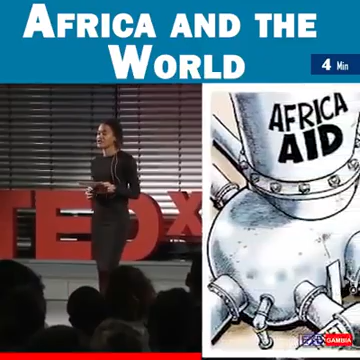 AFRICA AND THE
WORLD
4 Min
AFRICA
AID
TEDx
GAMBIA